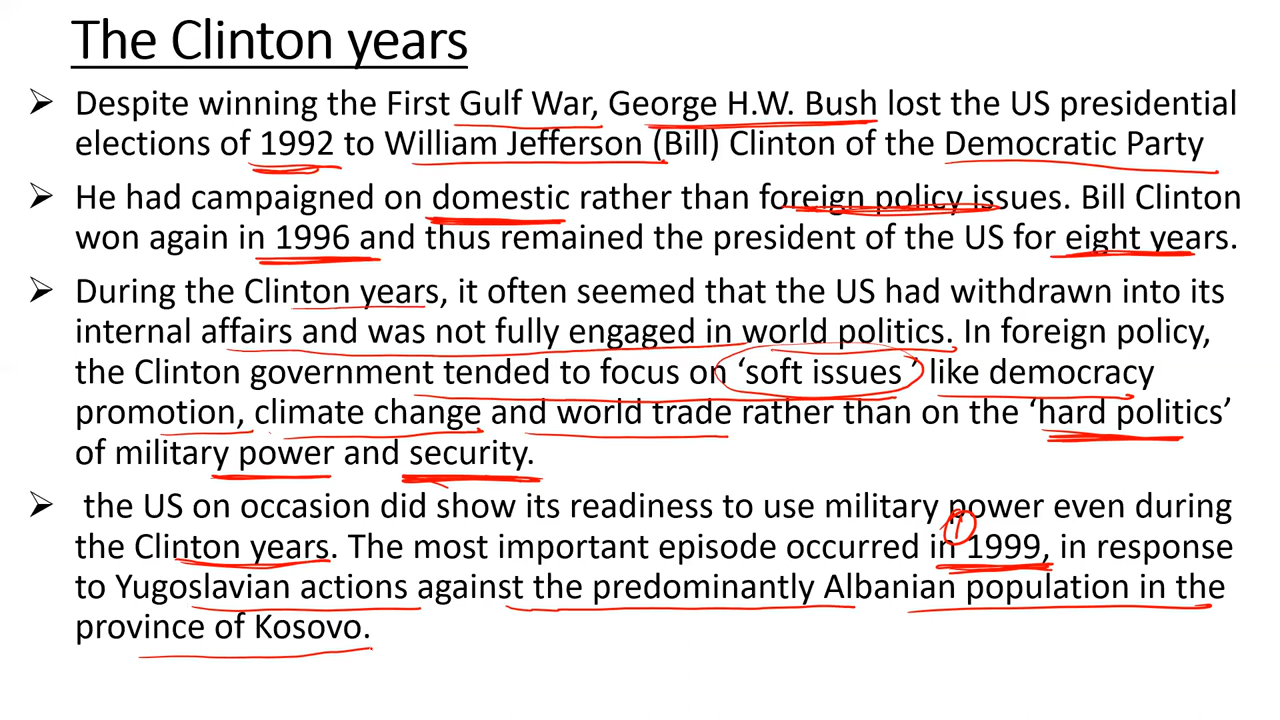 The Clinton years
➢ Despite winning the First Gulf War, George H.W. Bush lost the US presidential
elections of 1992 to William Jefferson (Bill) Clinton of the Democratic Party
➢ He had campaigned on domestic rather than foreign policy issues. Bill Clinton
won again in 1996 and thus remained the president of the US for eight years.
➢ During the Clinton years, it often seemed that the US had withdrawn into its
internal affairs and was not fully engaged in world politics. In foreign policy,
the Clinton government tended to focus on ‘soft issues’ like democracy
promotion, climate change and world trade rather than on the ‘hard politics’
of military power and security.
➢ the US on occasion did show its readiness to use military power even during
1
the Clinton years. The most important episode occurred in 1999, in response
to Yugoslavian actions against the predominantly Albanian population in the
province of Kosovo.